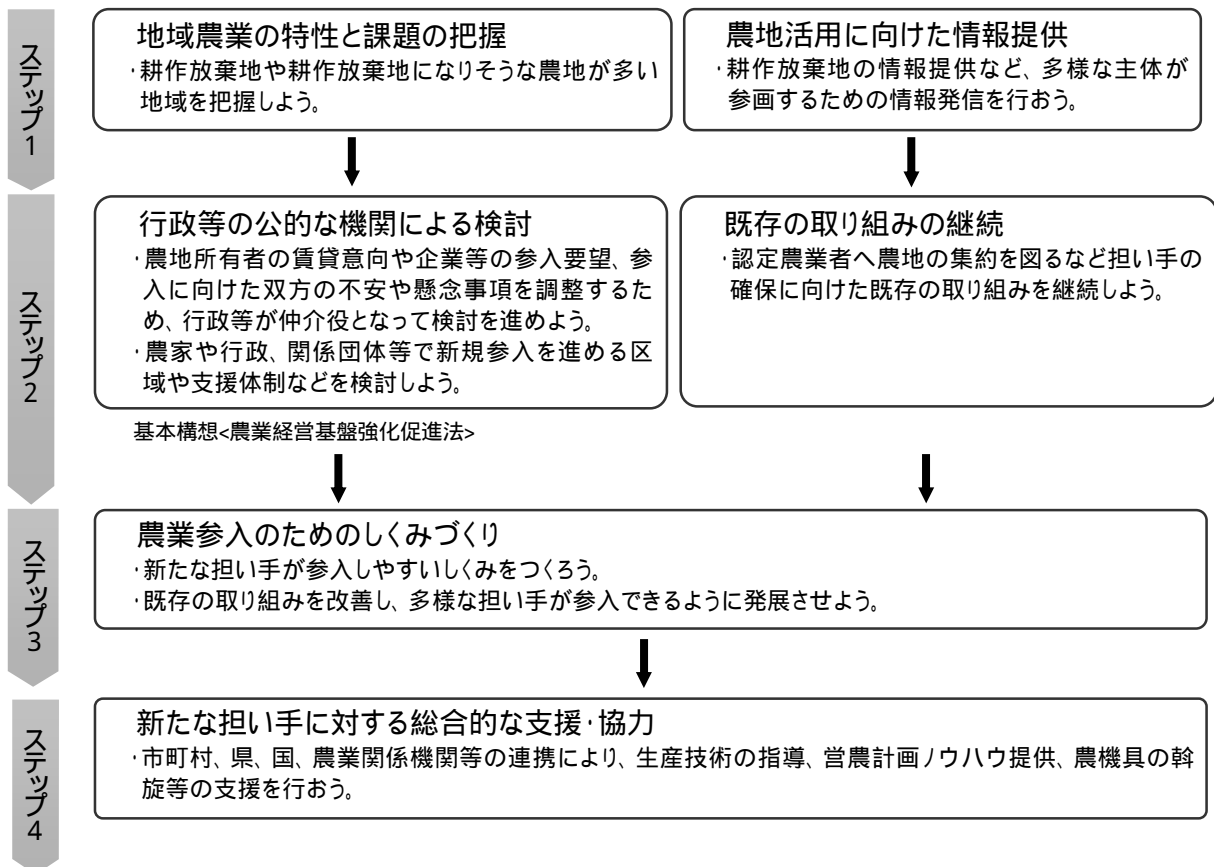 ステップ1
地域農業の特性と課題の把握
・耕作放棄地や耕作放棄地になりそうな農地が多い
地域を把握しよう。
農地活用に向けた情報提供
・耕作放棄地の情報提供など、多様な主体が
参画するための情報発信を行おう。
ステップ2
行政等の公的な機関による検討
・農地所有者の賃貸意向や企業等の参入要望、参
入に向けた双方の不安や懸念事項を調整するた
め、行政等が仲介役となって検討を進めよう。
・農家や行政、関係団体等で新規参入を進める区
域や支援体制などを検討しよう。
既存の取り組みの継続
・認定農業者へ農地の集約を図るなど担い手の
確保に向けた既存の取り組みを継続しよう。
基本構想<農業経営基盤強化促進法>
ステップ3
農業参入のためのしくみづくり
・新たな担い手が参入しやすいしくみをつくろう。
・既存の取り組みを改善し、多様な担い手が参入できるように発展させよう。
ステップ4
新たな担い手に対する総合的な支援・協力
・市町村、県、国、農業関係機関等の連携により、生産技術の指導、営農計画ノウハウ提供、農機具の斡
旋等の支援を行おう。